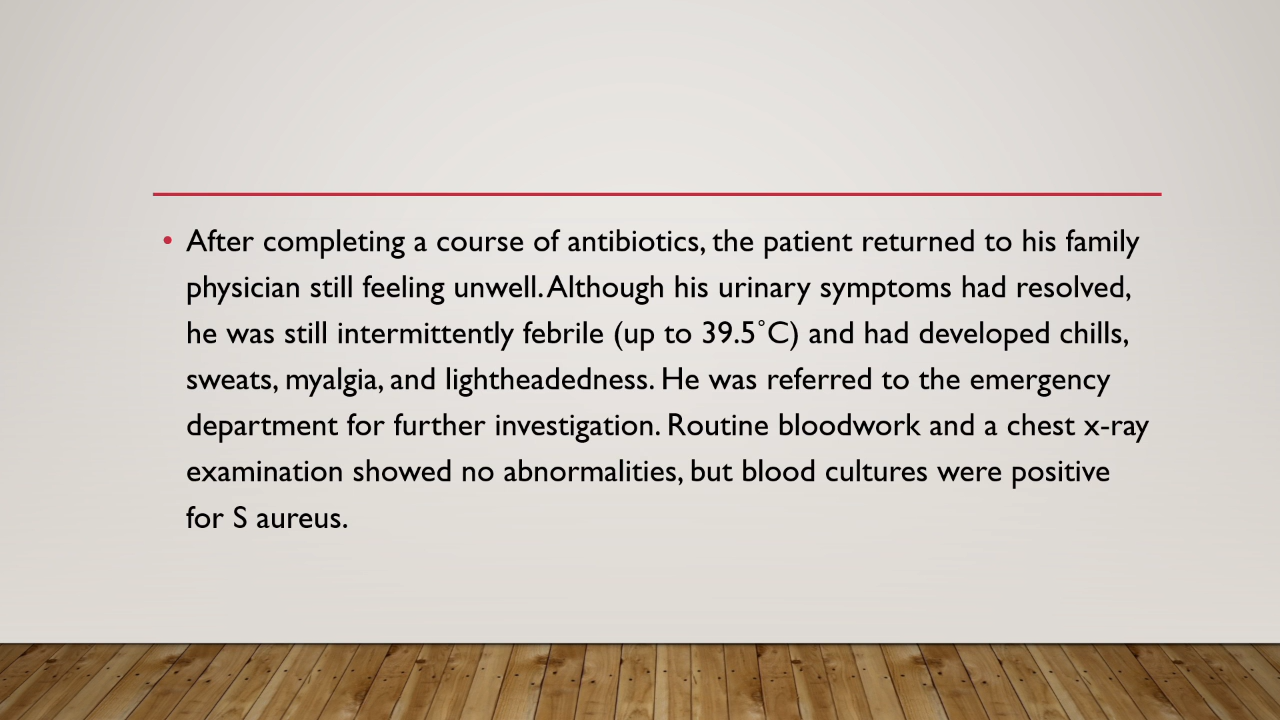 • After completing a course of antibiotics, the patient returned to his family
physician still feeling unwell. Although his urinary symptoms had resolved,
he was still intermittently febrile (up to 39.5˚C) and had developed chills,
sweats, myalgia, and lightheadedness. He was referred to the emergency
department for further investigation. Routine bloodwork and a chest x-ray
examination showed no abnormalities, but blood cultures were positive
for S aureus.